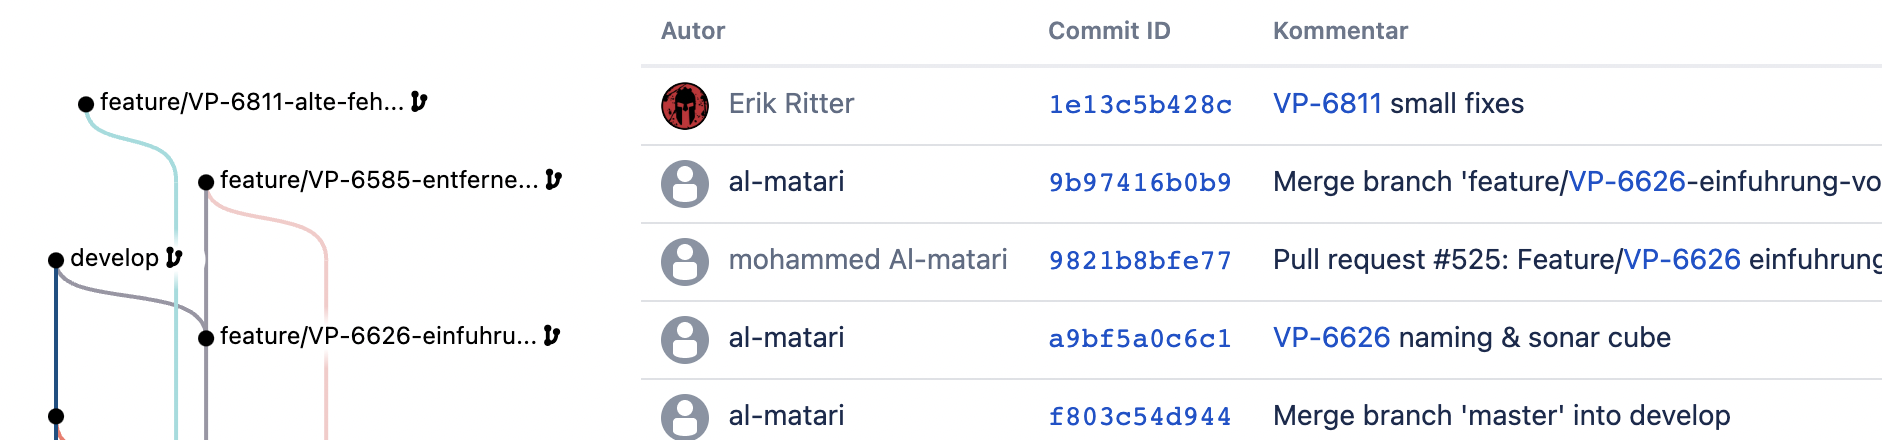 Autor Commit ID Kommentar
feature/VP-6811-alte-feh... Erik Ritter 1e13c5b428c VP-6811 small fixes
feature/VP-6585-entferne... al-matari 9b97416b0b9 Merge branch 'feature/VP-6626-einfuhrung-vo
develop mohammed Al-matari 9821b8bfe77 Pull request #525: Feature/VP-6626 einfuhrung
feature/VP-6626-einfuhru... al-matari a9bf5a0c6c1 VP-6626 naming & sonar cube
al-matari f803c54d944 Merge branch 'master' into develop